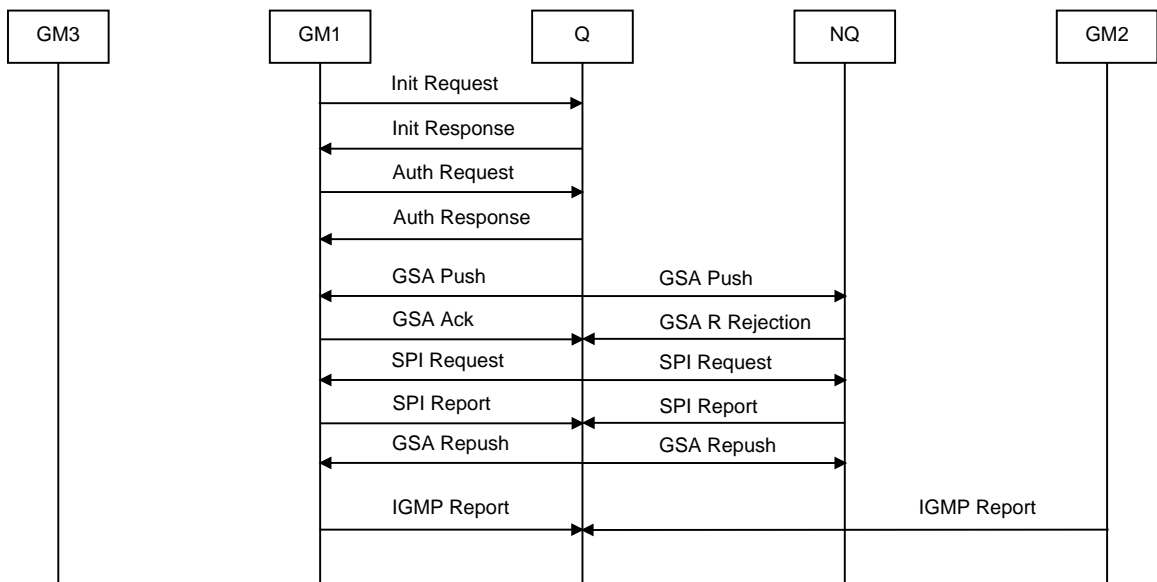 GM3
GM1
Q
NQ
GM2
Init Request
Init Response
Auth Request
Auth Response
GSA Push
GSA Push
GSA Ack
GSA R Rejection
SPI Request
SPI Request
SPI Report
SPI Report
GSA Repush
GSA Repush
IGMP Report
IGMP Report